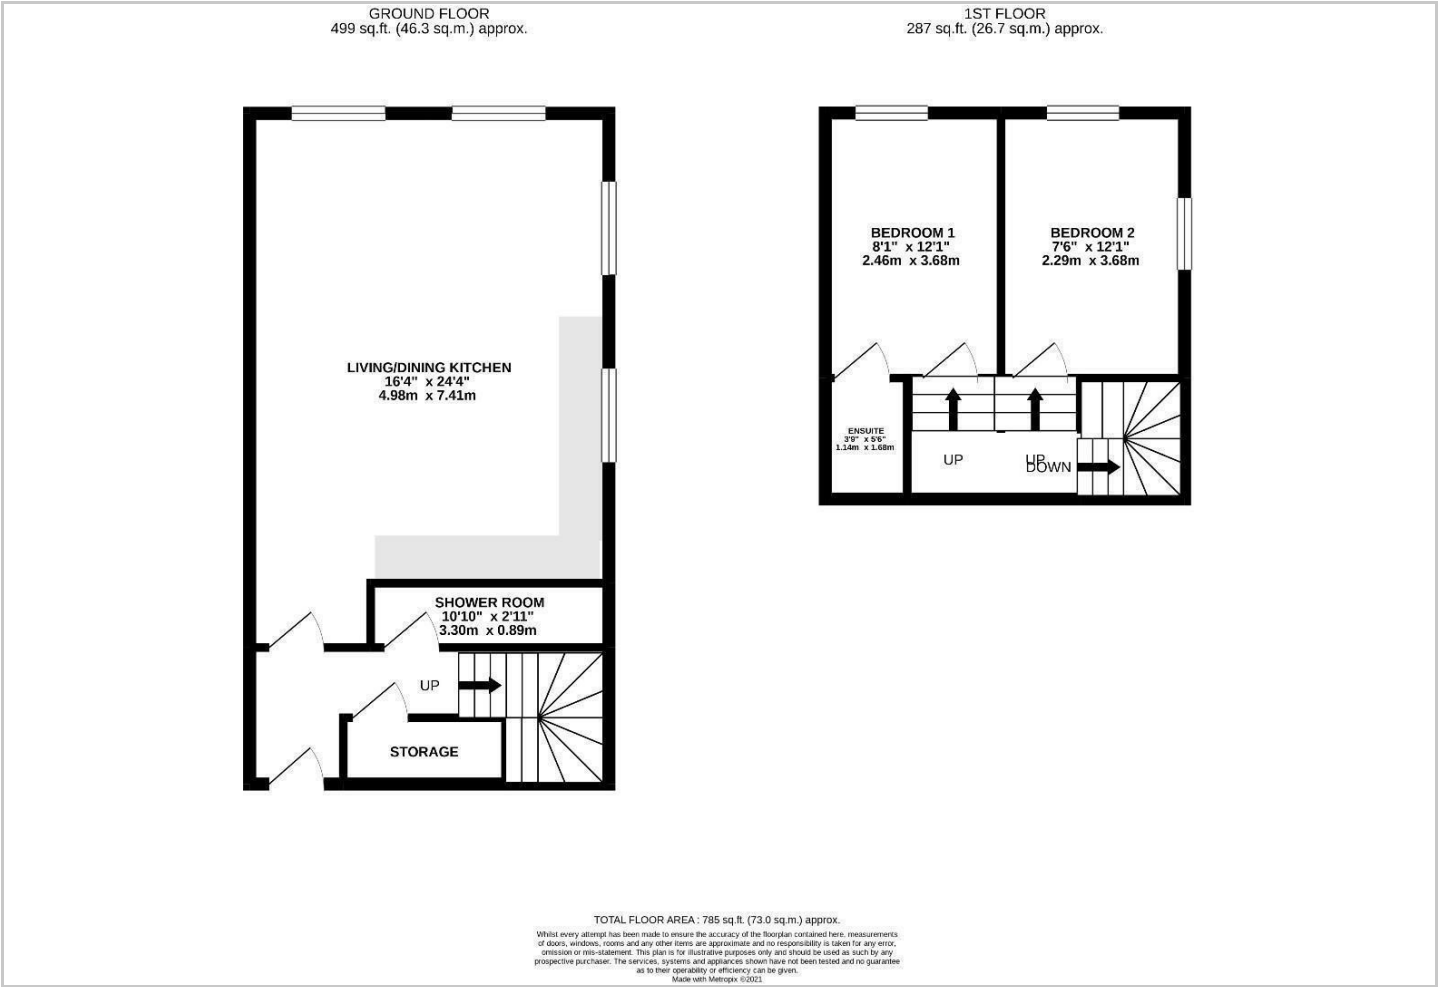 GROUND FLOOR
499 sq.ft. (46.3 sq.m.) approx.
1ST FLOOR
287 sq.ft. (26.7 sq.m.) approx.
LIVING/DINING KITCHEN
16'4" x 24'4"
4.98m x 7.41m
SHOWER ROOM
10'10" x 2'11"
3.30m x 0.89m
UP
STORAGE
BEDROOM 1
8'1" x 12'1"
2.46m x 3.68m
BEDROOM 2
7'6" x 12'1"
2.29m x 3.68m
ENSUITE
3'9" x 5'6"
1.14m x 1.68m
UP
UP
DOWN
TOTAL FLOOR AREA : 785 sq.ft. (73.0 sq.m.) approx.
Whilst every attempt has been made to ensure the accuracy of the floorplan contained here, measurements
of doors, windows, rooms and any other items are approximate and no responsibility is taken for any error,
omission or mis-statement. This plan is for illustrative purposes only and should be used as such by any
prospective purchaser. The services, systems and appliances shown have not been tested and no guarantee
as to their operability or efficiency can be given.
Made with Metropix ©2021